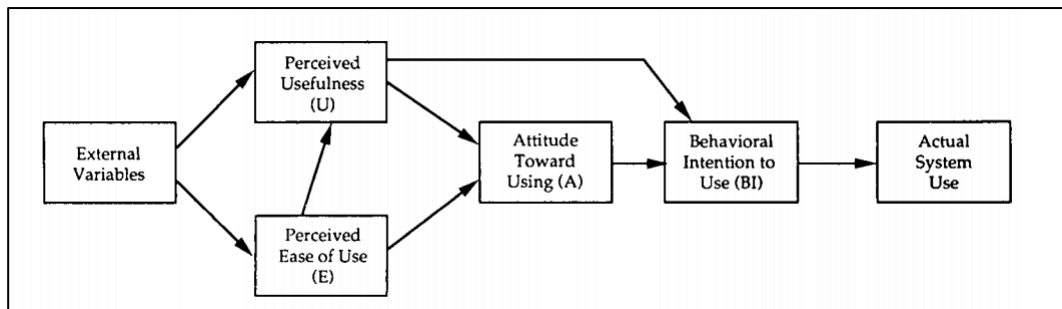 External
Variables
Perceived
Usefulness
(U)
Perceived
Ease of Use
(E)
Attitude
Toward
Using (A)
Behavioral
Intention to
Use (BI)
Actual
System
Use